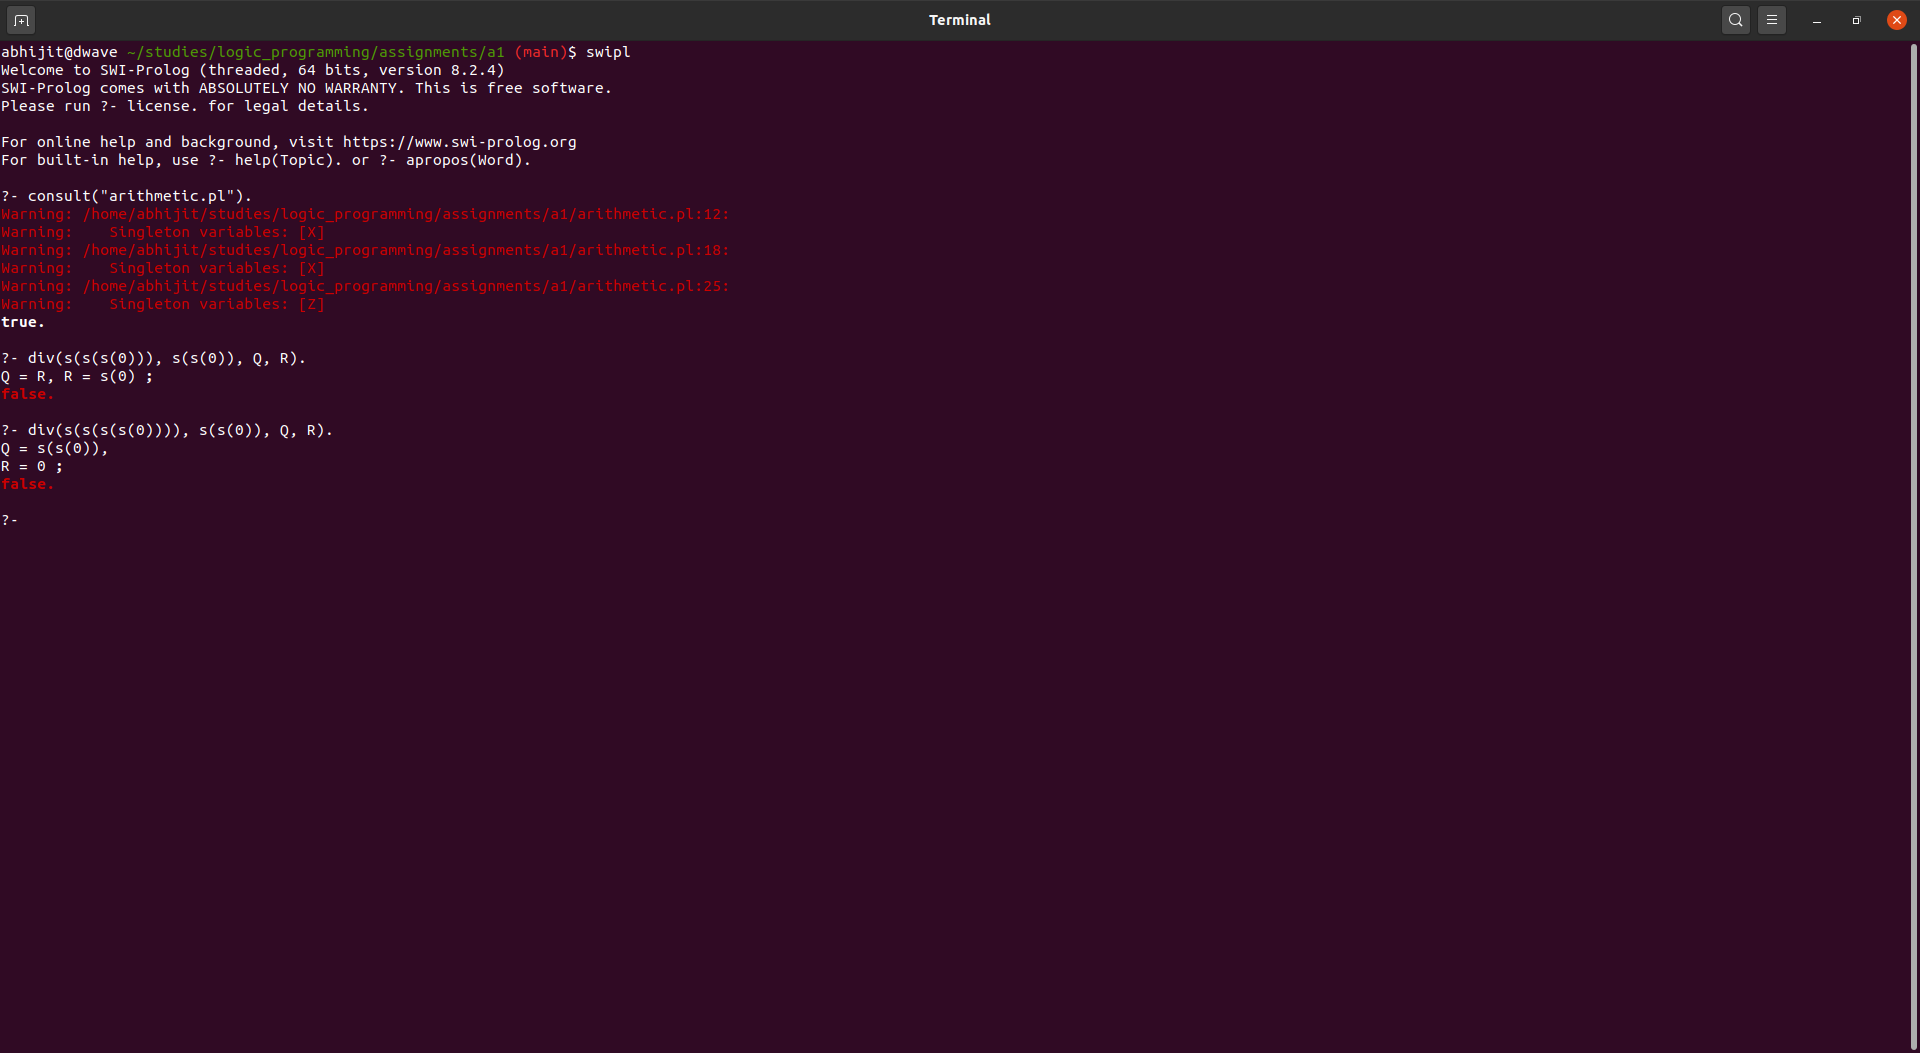 Terminal
abhijit@dwave ~/studies/logic_programming/assignments/a1 (main)$ swipl
Welcome to SWI-Prolog (threaded, 64 bits, version 8.2.4)
SWI-Prolog comes with ABSOLUTELY NO WARRANTY. This is free software.
Please run ?- license. for legal details.

For online help and background, visit https://www.swi-prolog.org
For built-in help, use ?- help(Topic). or ?- apropos(Word).

?- consult("arithmetic.pl").
Warning: /home/abhijit/studies/logic_programming/assignments/a1/arithmetic.pl:12:
Warning:    Singleton variables: [X]
Warning: /home/abhijit/studies/logic_programming/assignments/a1/arithmetic.pl:18:
Warning:    Singleton variables: [X]
Warning: /home/abhijit/studies/logic_programming/assignments/a1/arithmetic.pl:25:
Warning:    Singleton variables: [Z]
true.

?- div(s(s(s(0))), s(s(0)), Q, R).
Q = R, R = s(0) ;
false.

?- div(s(s(s(s(0)))), s(s(0)), Q, R).
Q = s(s(0)),
R = 0 ;
false.

?-